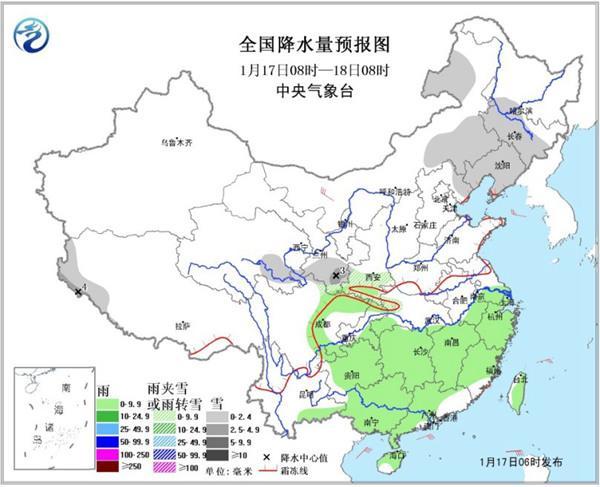 全国降水量预报图
1月17日08时—18日08时
中央气象台
哈尔滨
长春
沈阳
乌鲁木齐
呼和浩特
北京
天津
银川
太原
石家庄
济南
西宁
兰州
3
西安
郑州
4
拉萨
成都
重庆
武汉
合肥
南京
上海
杭州
长沙
南昌
贵阳
福州
昆明
台北
南宁
广州
香港
澳门
海口
南
海
诸
岛
雨
雨夹雪
或雨转雪
雪
0-9.9
0-9.9
0-2.4
10-24.9
10-24.9
2.5-4.9
25-49.9
25-49.9
5-9.9
50-99.9
50-99.9
≥10
100-250
≥100
≥250
单位:毫米
降水中心值
霜冻线
1月17日06时发布